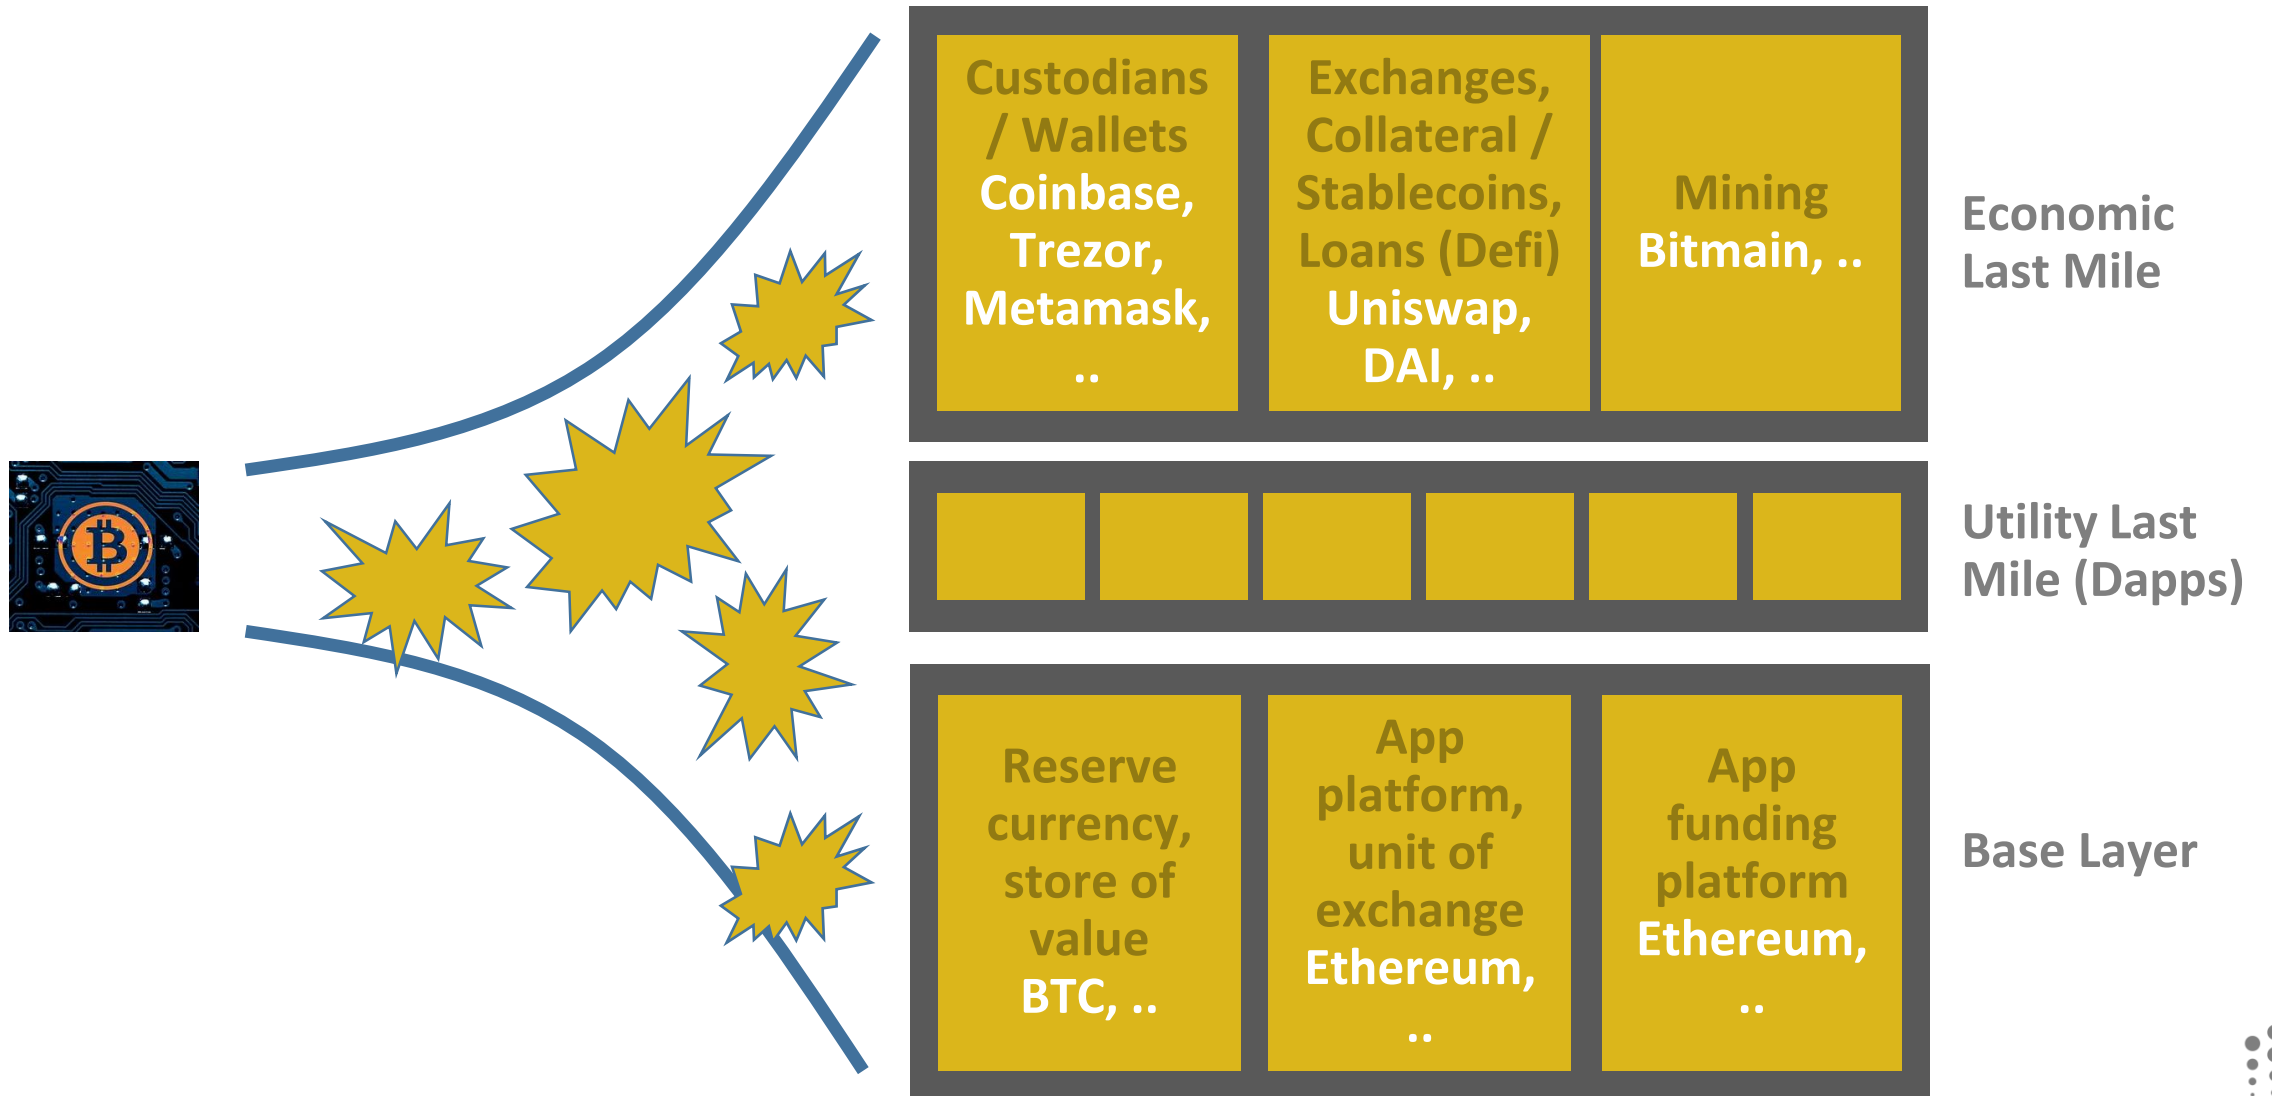 Custodians
/ Wallets
Coinbase,
Trezor,
Metamask,
..
Exchanges,
Collateral /
Stablecoins,
Loans (Defi)
Uniswap,
DAI, ..
Mining
Bitmain, ..
Economic
Last Mile
Utility Last
Mile (Dapps)
Reserve
currency,
store of
value
BTC, ..
App
platform,
unit of
exchange
Ethereum,
..
App
funding
platform
Ethereum,
..
Base Layer